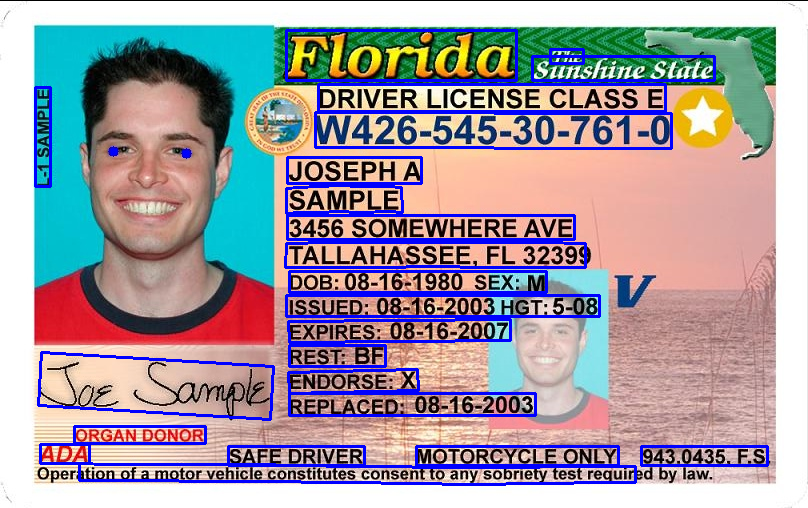 Florida
The
Sunshine State
L-1 SAMPLE
DRIVER LICENSE CLASS E
W426-545-30-761-0
JOSEPH A
SAMPLE
3456 SOMEWHERE AVE
TALLAHASSEE, FL 32399
DOB: 08-16-1980 SEX: M
V
ISSUED: 08-16-2003 HGT: 5-08
EXPIRES: 08-16-2007
REST: BF
ENDORSE: X
REPLACED: 08-16-2003
Joe Sample
ORGAN DONOR
ADA SAFE DRIVER MOTORCYCLE ONLY 943.0435, F.S.
Operation of a motor vehicle constitutes consent to any sobriety test required by law.